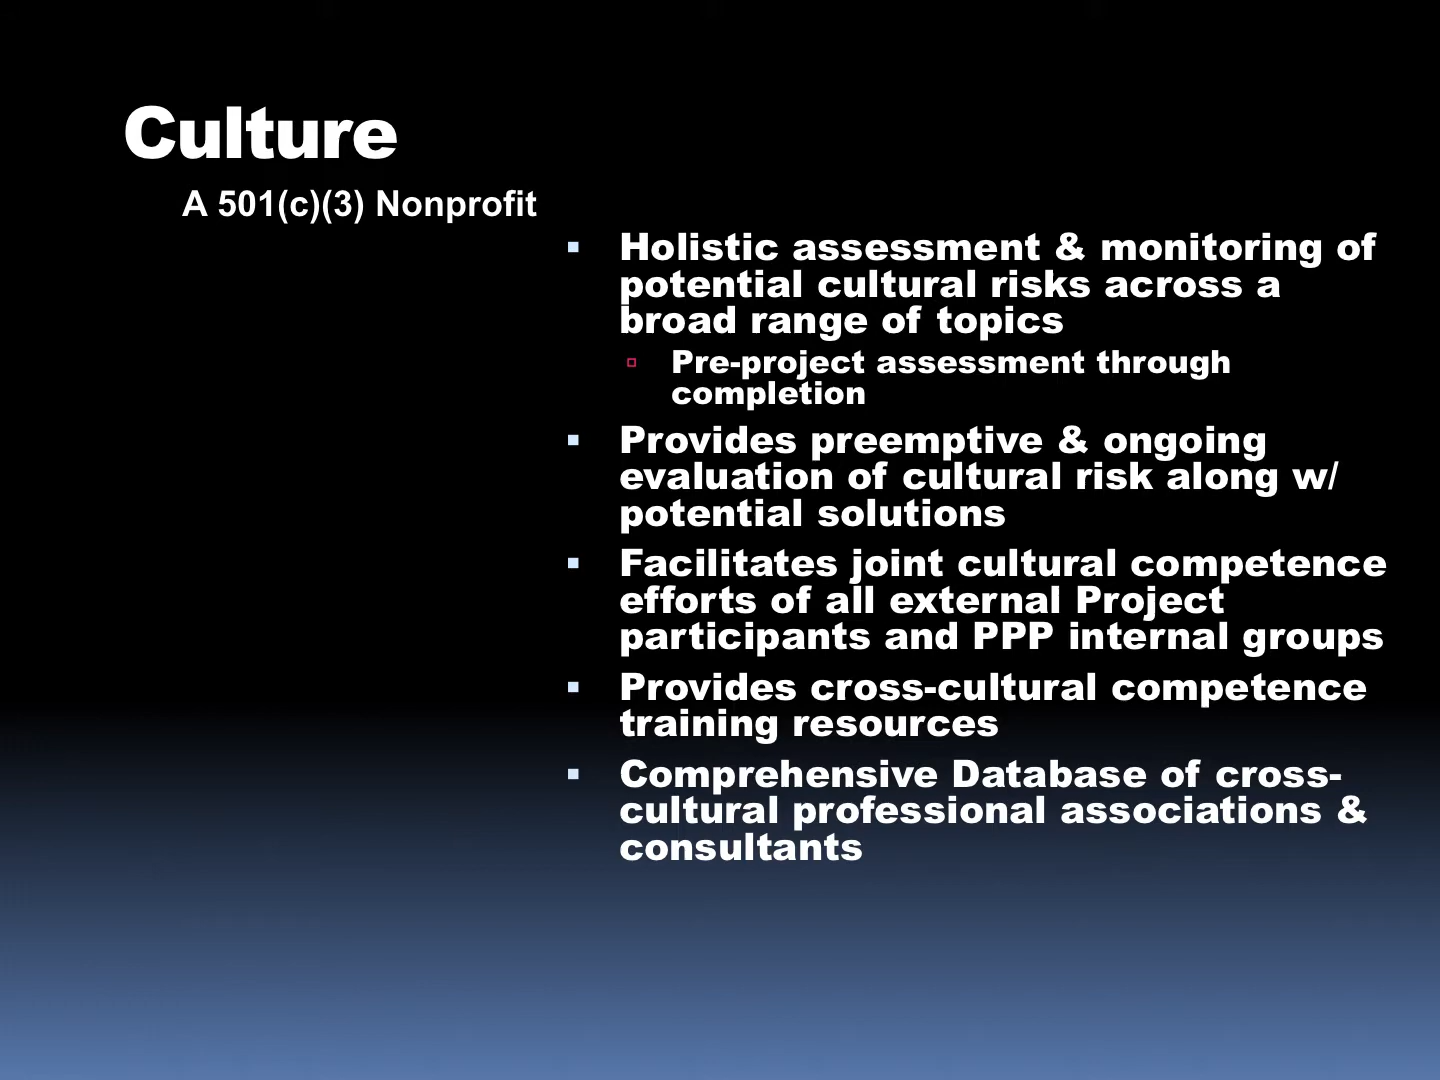 Culture
A 501(c)(3) Nonprofit
Holistic assessment & monitoring of
potential cultural risks across a
broad range of topics
Pre-project assessment through
completion
Provides preemptive & ongoing
evaluation of cultural risk along w/
potential solutions
Facilitates joint cultural competence
efforts of all external Project
participants and PPP internal groups
Provides cross-cultural competence
training resources
Comprehensive Database of cross-
cultural professional associations &
consultants